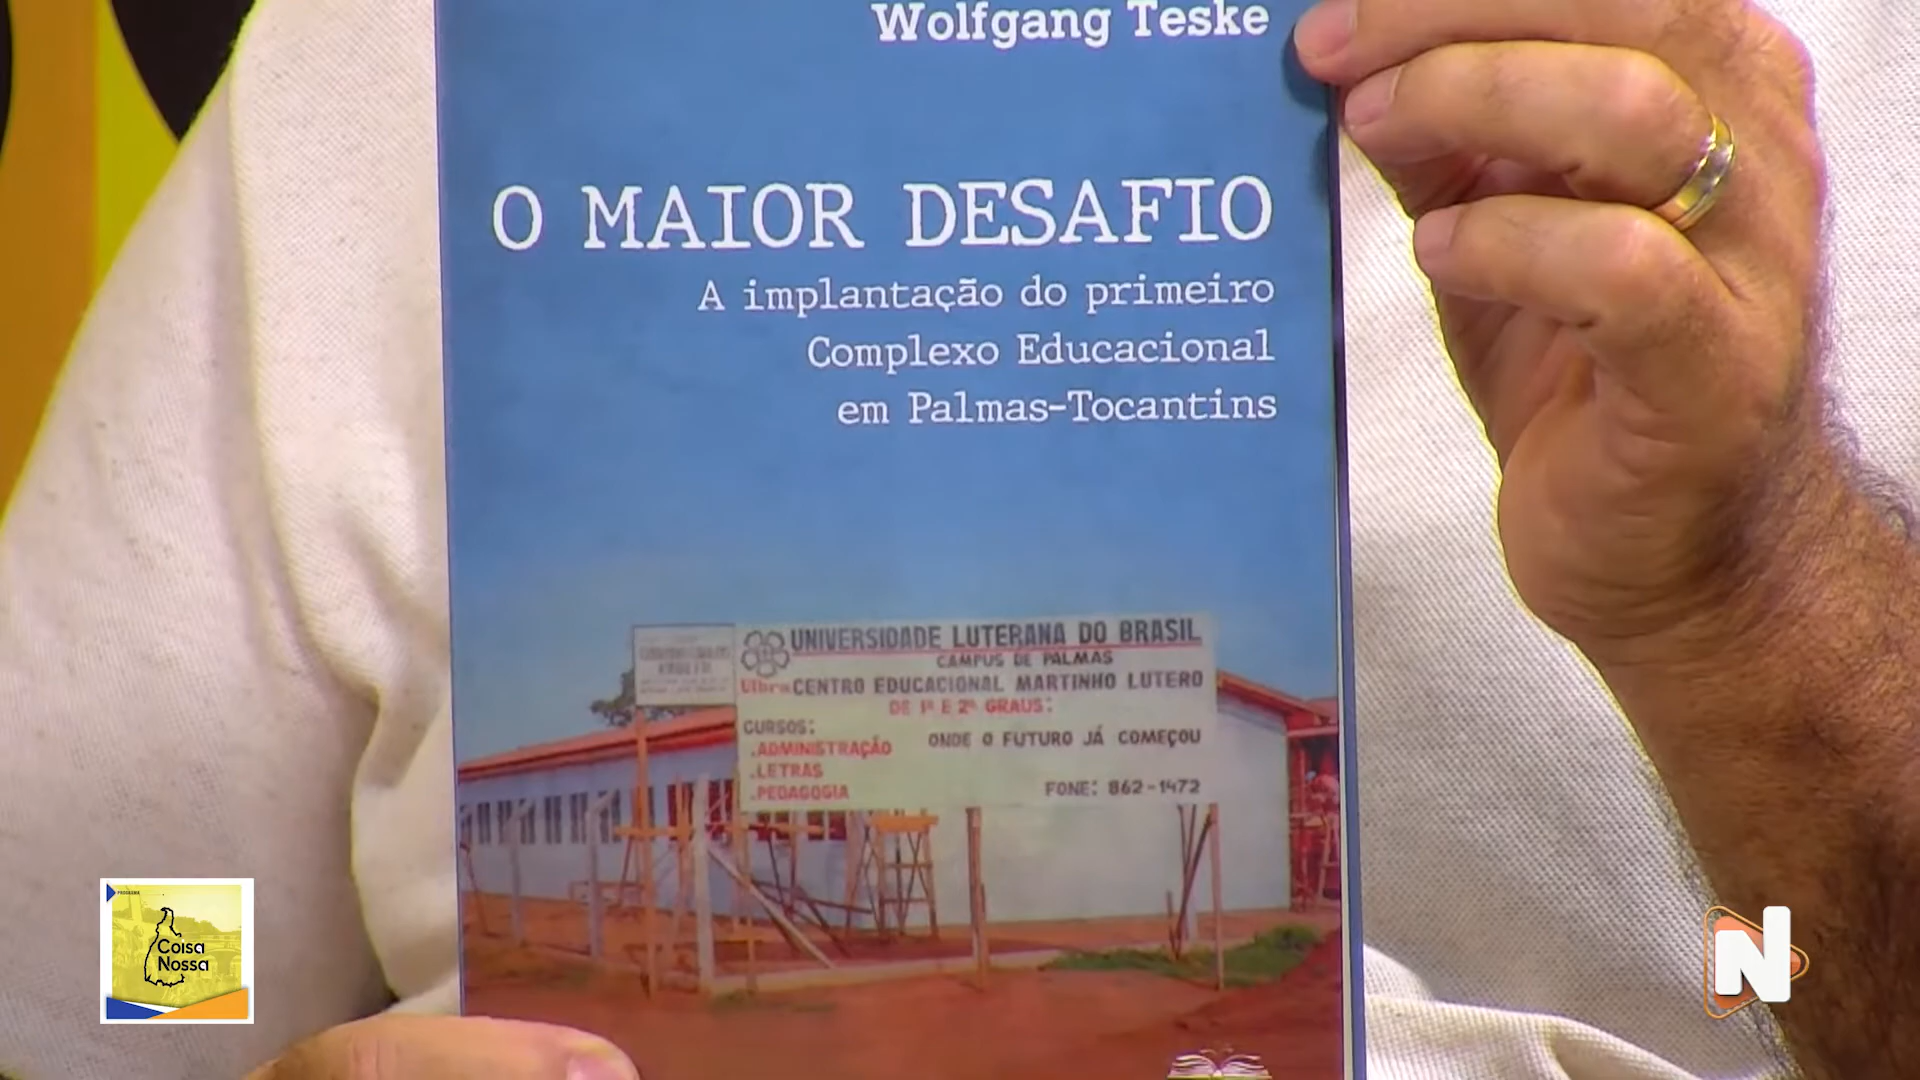 Wolfgang Teske
O MAIOR DESAFIO
A implantação do primeiro
Complexo Educacional
em Palmas-Tocantins
UNIVERSIDADE LUTERANA DO BRASIL
CAMPUS DE PALMAS
Ulbra CENTRO EDUCACIONAL MARTINHO LUTERO
DE 1º E 2º GRAUS:
CURSOS:
.ADMINISTRAÇÃO
ONDE O FUTURO JÁ COMEÇOU
.LETRAS
.PEDAGOGIA
FONE: 862-1472
PROGRAMA
Coisa
Nossa
N